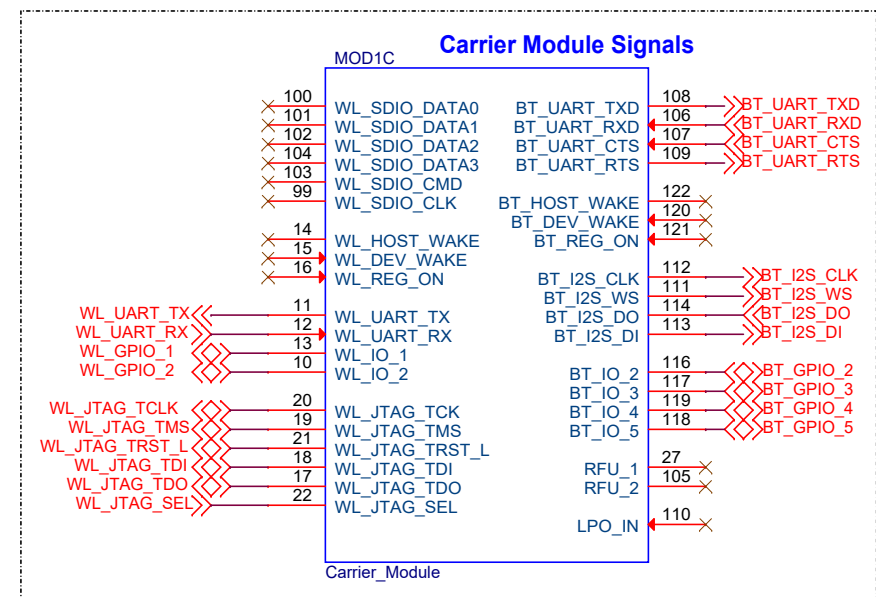 Carrier Module Signals
MOD1C
100 WL_SDIO_DATA0
101 WL_SDIO_DATA1
102 WL_SDIO_DATA2
104 WL_SDIO_DATA3
103 WL_SDIO_CMD
99 WL_SDIO_CLK
14 WL_HOST_WAKE
15 WL_DEV_WAKE
16 WL_REG_ON
WL_UART_TX 11 WL_UART_TX
WL_UART_RX 12 WL_UART_RX
WL_GPIO_1 13 WL_IO_1
WL_GPIO_2 10 WL_IO_2
WL_JTAG_TCLK 20 WL_JTAG_TCK
WL_JTAG_TMS 19 WL_JTAG_TMS
WL_JTAG_TRST_L 21 WL_JTAG_TRST_L
WL_JTAG_TDI 18 WL_JTAG_TDI
WL_JTAG_TDO 17 WL_JTAG_TDO
WL_JTAG_SEL 22 WL_JTAG_SEL
BT_UART_TXD 108 BT_UART_TXD
BT_UART_RXD 106 BT_UART_RXD
BT_UART_CTS 107 BT_UART_CTS
BT_UART_RTS 109 BT_UART_RTS
BT_HOST_WAKE 122
BT_DEV_WAKE 120
BT_REG_ON 121
BT_I2S_CLK 112 BT_I2S_CLK
BT_I2S_WS 111 BT_I2S_WS
BT_I2S_DO 114 BT_I2S_DO
BT_I2S_DI 113 BT_I2S_DI
BT_IO_2 116 BT_GPIO_2
BT_IO_3 117 BT_GPIO_3
BT_IO_4 119 BT_GPIO_4
BT_IO_5 118 BT_GPIO_5
RFU_1 27
RFU_2 105
LPO_IN 110
Carrier_Module